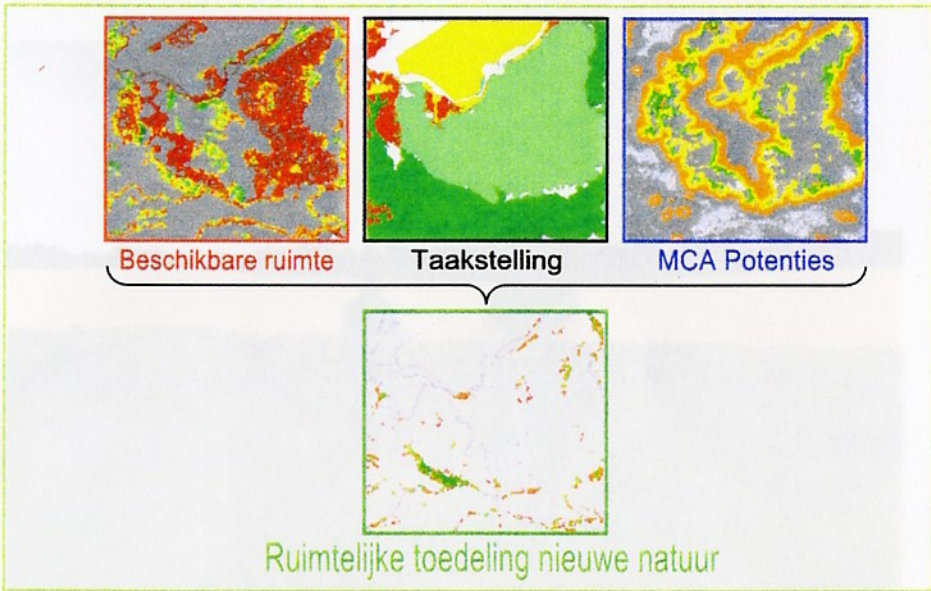 Beschikbare ruimte
Taakstelling
MCA Potenties
Ruimtelijke toedeling nieuwe natuur